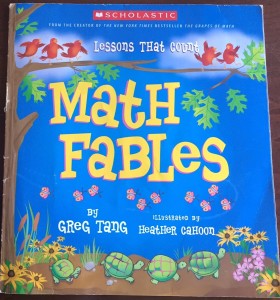 SCHOLASTIC
FROM THE CREATOR OF THE NEW YORK TIMES BESTSELLER THE GRAPES OF MATH
Lessons That Count
Math
Fables
By
Greg Tang
Illustrated by
Heather Cahoon